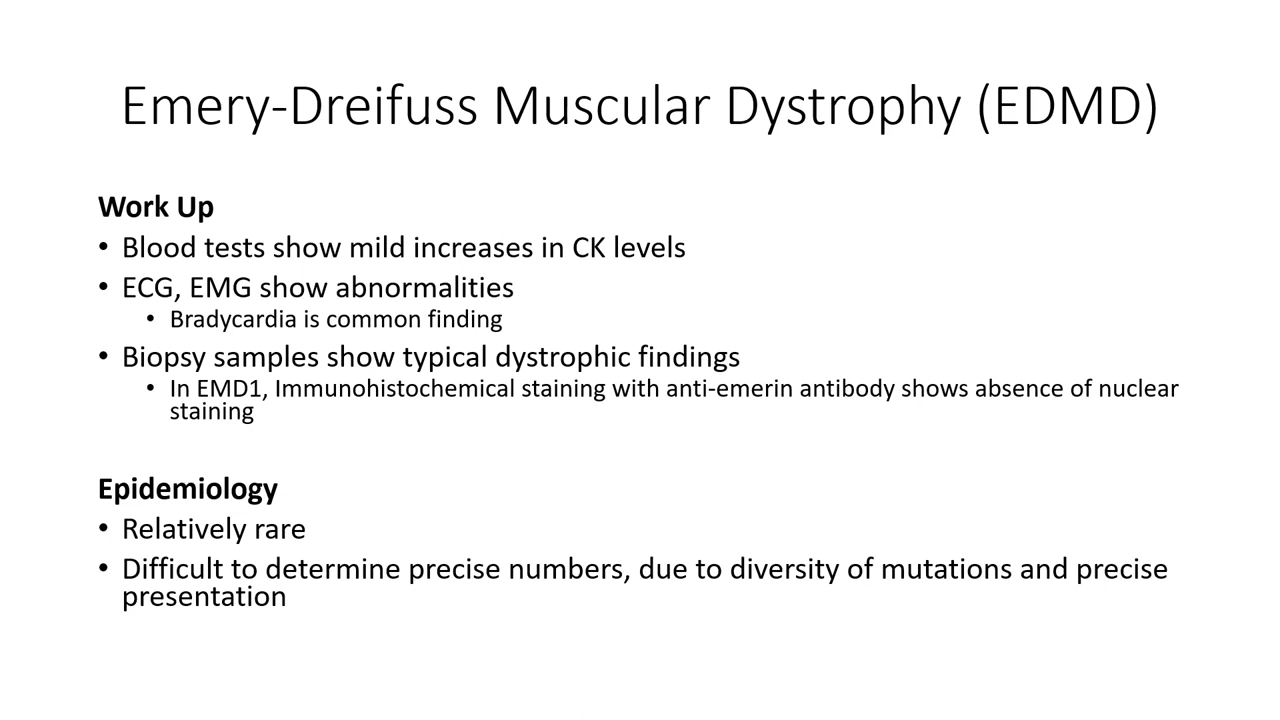 Emery-Dreifuss Muscular Dystrophy (EDMD)
Work Up
• Blood tests show mild increases in CK levels
• ECG, EMG show abnormalities
• Bradycardia is common finding
• Biopsy samples show typical dystrophic findings
• In EMD1, Immunohistochemical staining with anti-emerin antibody shows absence of nuclear
staining
Epidemiology
• Relatively rare
• Difficult to determine precise numbers, due to diversity of mutations and precise
presentation